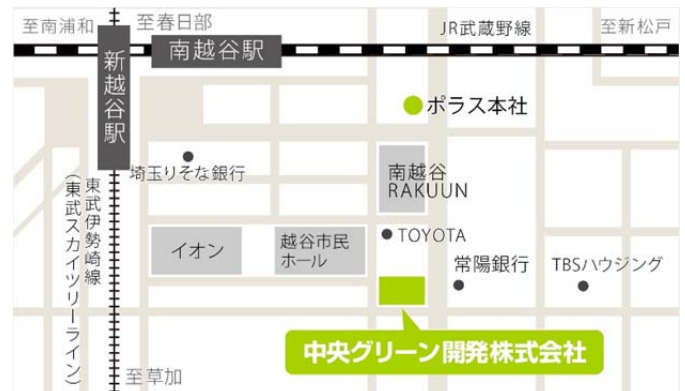 至南浦和
至春日部
JR武蔵野線
至新松戸
南越谷駅
新越谷駅
ポラス本社
埼玉りそな銀行
南越谷
RAKUUN
東武伊勢崎線
（東武スカイツリーライン）
イオン
越谷市民
ホール
TOYOTA
常陽銀行
TBSハウジング
中央グリーン開発株式会社
至草加